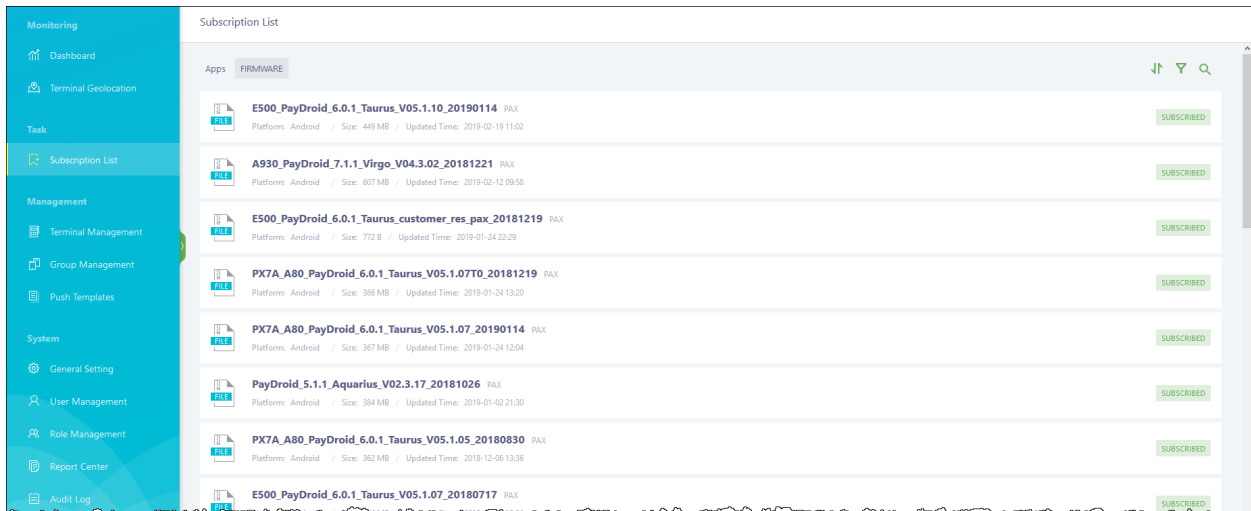 Monitoring
Dashboard
Terminal Geolocation
Task
Subscription List
Management
Terminal Management
Group Management
Push Templates
System
General Setting
User Management
Role Management
Report Center
Audit Log
Subscription List
Apps FIRMWARE
E500_PayDroid_6.0.1_Taurus_V05.1.10_20190114 PAX
FILE
Platform: Android / Size: 449 MB / Updated Time: 2019-02-19 11:02
SUBSCRIBED
A930_PayDroid_7.1.1_Virgo_V04.3.02_20181221 PAX
FILE
Platform: Android / Size: 607 MB / Updated Time: 2019-02-12 09:58
SUBSCRIBED
E500_PayDroid_6.0.1_Taurus_customer_res_pax_20181219 PAX
FILE
Platform: Android / Size: 772 B / Updated Time: 2019-01-24 22:29
SUBSCRIBED
PX7A_A80_PayDroid_6.0.1_Taurus_V05.1.07T0_20181219 PAX
FILE
Platform: Android / Size: 366 MB / Updated Time: 2019-01-24 13:20
SUBSCRIBED
PX7A_A80_PayDroid_6.0.1_Taurus_V05.1.07_20190114 PAX
FILE
Platform: Android / Size: 367 MB / Updated Time: 2019-01-24 12:04
SUBSCRIBED
PayDroid_5.1.1_Aquarius_V02.3.17_20181026 PAX
FILE
Platform: Android / Size: 384 MB / Updated Time: 2019-01-02 21:30
SUBSCRIBED
PX7A_A80_PayDroid_6.0.1_Taurus_V05.1.05_20180830 PAX
FILE
Platform: Android / Size: 362 MB / Updated Time: 2018-12-06 13:36
SUBSCRIBED
E500_PayDroid_6.0.1_Taurus_V05.1.07_20180717 PAX
FILE
SUBSCRIBED